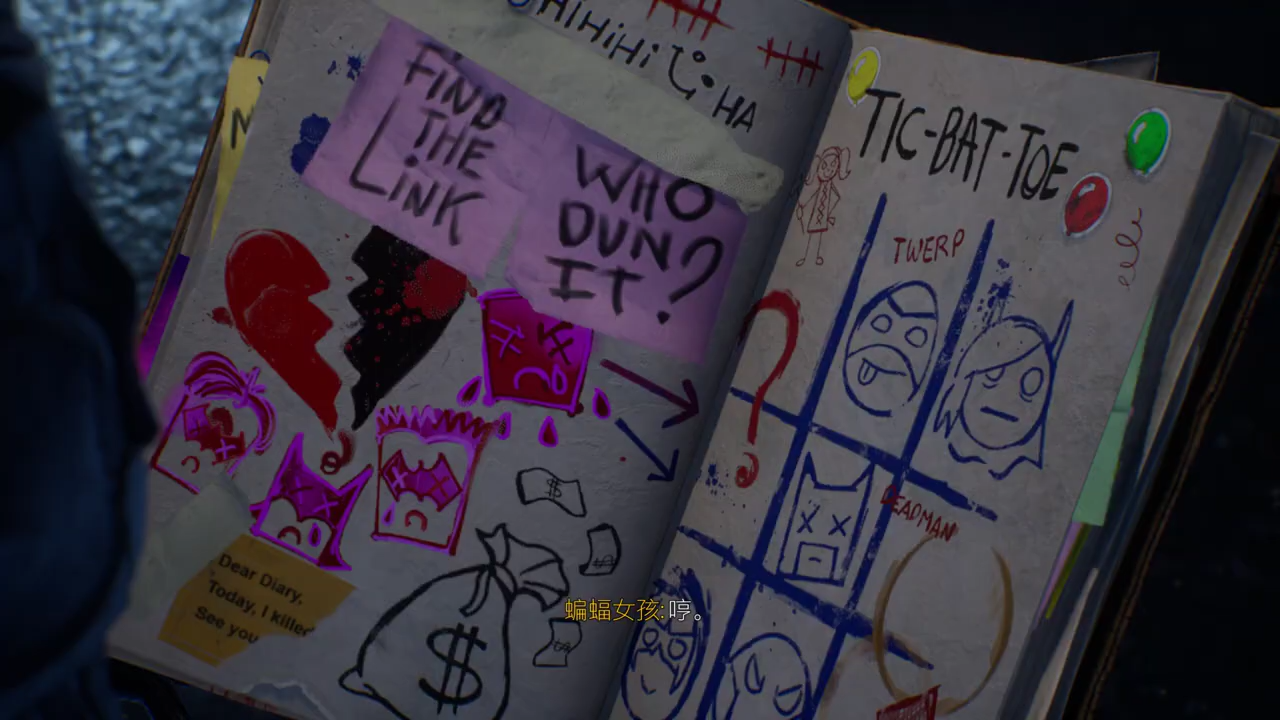 HiHiHi HA
FiND
THE
LiNK
WHO
DUN
IT?
$
$
Dear Diary,
Today, I killed
See you
TIC-BAT-TOE
TWERP
DEADMAN
蝙蝠女孩:哼。